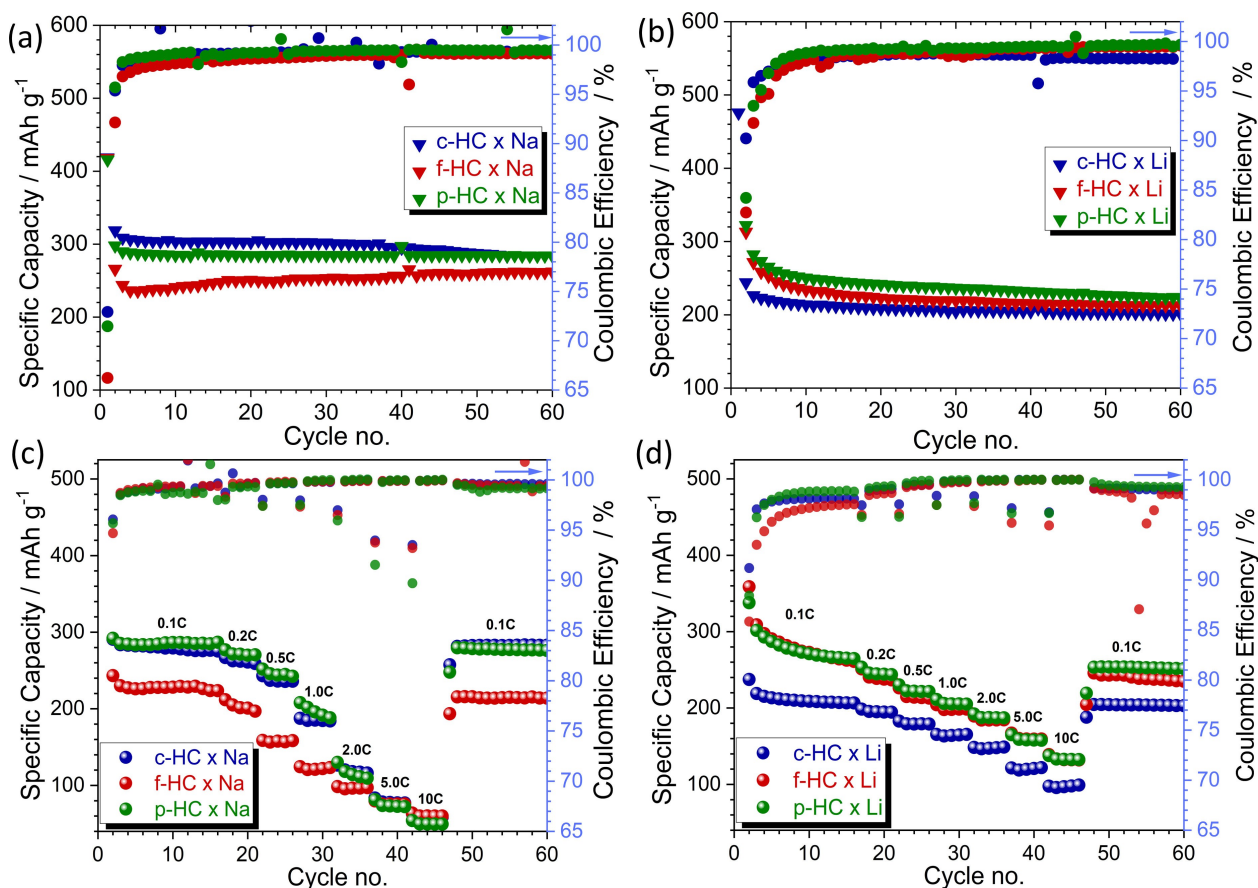 (a)
600
500
400
300
200
100
Specific Capacity / mAh g⁻¹
0 10 20 30 40 50 60
Cycle no.
100
95
90
85
80
75
70
65
Coulombic Efficiency / %
c-HC x Na
f-HC x Na
p-HC x Na
(b)
600
500
400
300
200
100
Specific Capacity / mAh g⁻¹
0 10 20 30 40 50 60
Cycle no.
100
95
90
85
80
75
70
65
Coulombic Efficiency / %
c-HC x Li
f-HC x Li
p-HC x Li
(c)
500
400
300
200
100
Specific Capacity / mAh g⁻¹
0 10 20 30 40 50 60
Cycle no.
100
95
90
85
80
75
70
65
Coulombic Efficiency / %
0.1C
0.2C
0.5C
1.0C
2.0C
5.0C
10C
0.1C
c-HC x Na
f-HC x Na
p-HC x Na
(d)
500
400
300
200
100
Specific Capacity / mAh g⁻¹
0 10 20 30 40 50 60
Cycle no.
100
95
90
85
80
75
70
65
Coulombic Efficiency / %
0.1C
0.2C
0.5C
1.0C
2.0C
5.0C
10C
0.1C
c-HC x Li
f-HC x Li
p-HC x Li